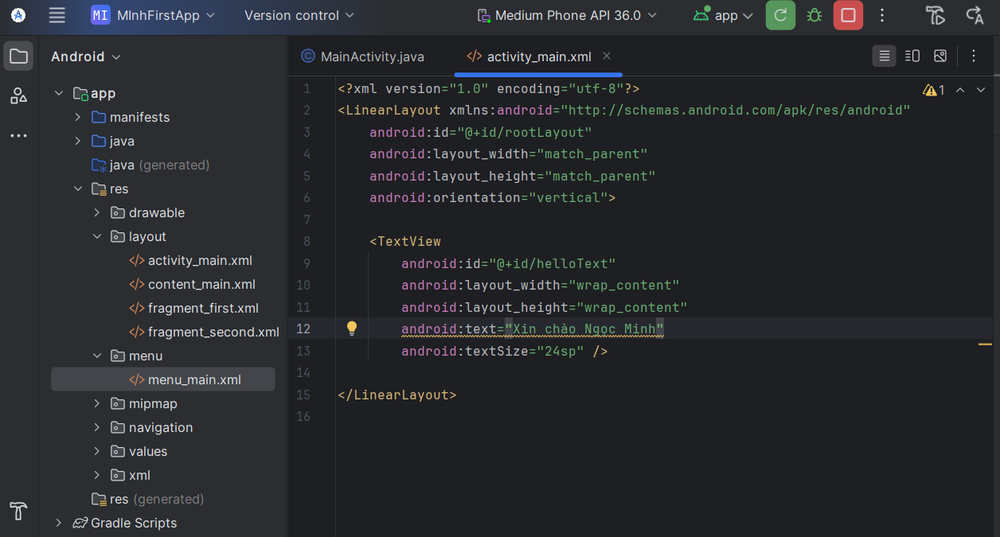 MI MInhFirstApp Version control Medium Phone API 36.0 app
Android
MainActivity.java activity_main.xml
app
manifests
java
java (generated)
res
drawable
layout
activity_main.xml
content_main.xml
fragment_first.xml
fragment_second.xml
menu
menu_main.xml
mipmap
navigation
values
xml
res (generated)
Gradle Scripts
1 <?xml version="1.0" encoding="utf-8"?>
2 <LinearLayout xmlns:android="http://schemas.android.com/apk/res/android"
3 android:id="@+id/rootLayout"
4 android:layout_width="match_parent"
5 android:layout_height="match_parent"
6 android:orientation="vertical">
7
8 <TextView
9 android:id="@+id/helloText"
10 android:layout_width="wrap_content"
11 android:layout_height="wrap_content"
12 android:text="Xin chào Ngọc Minh"
13 android:textSize="24sp" />
14
15 </LinearLayout>
16
1